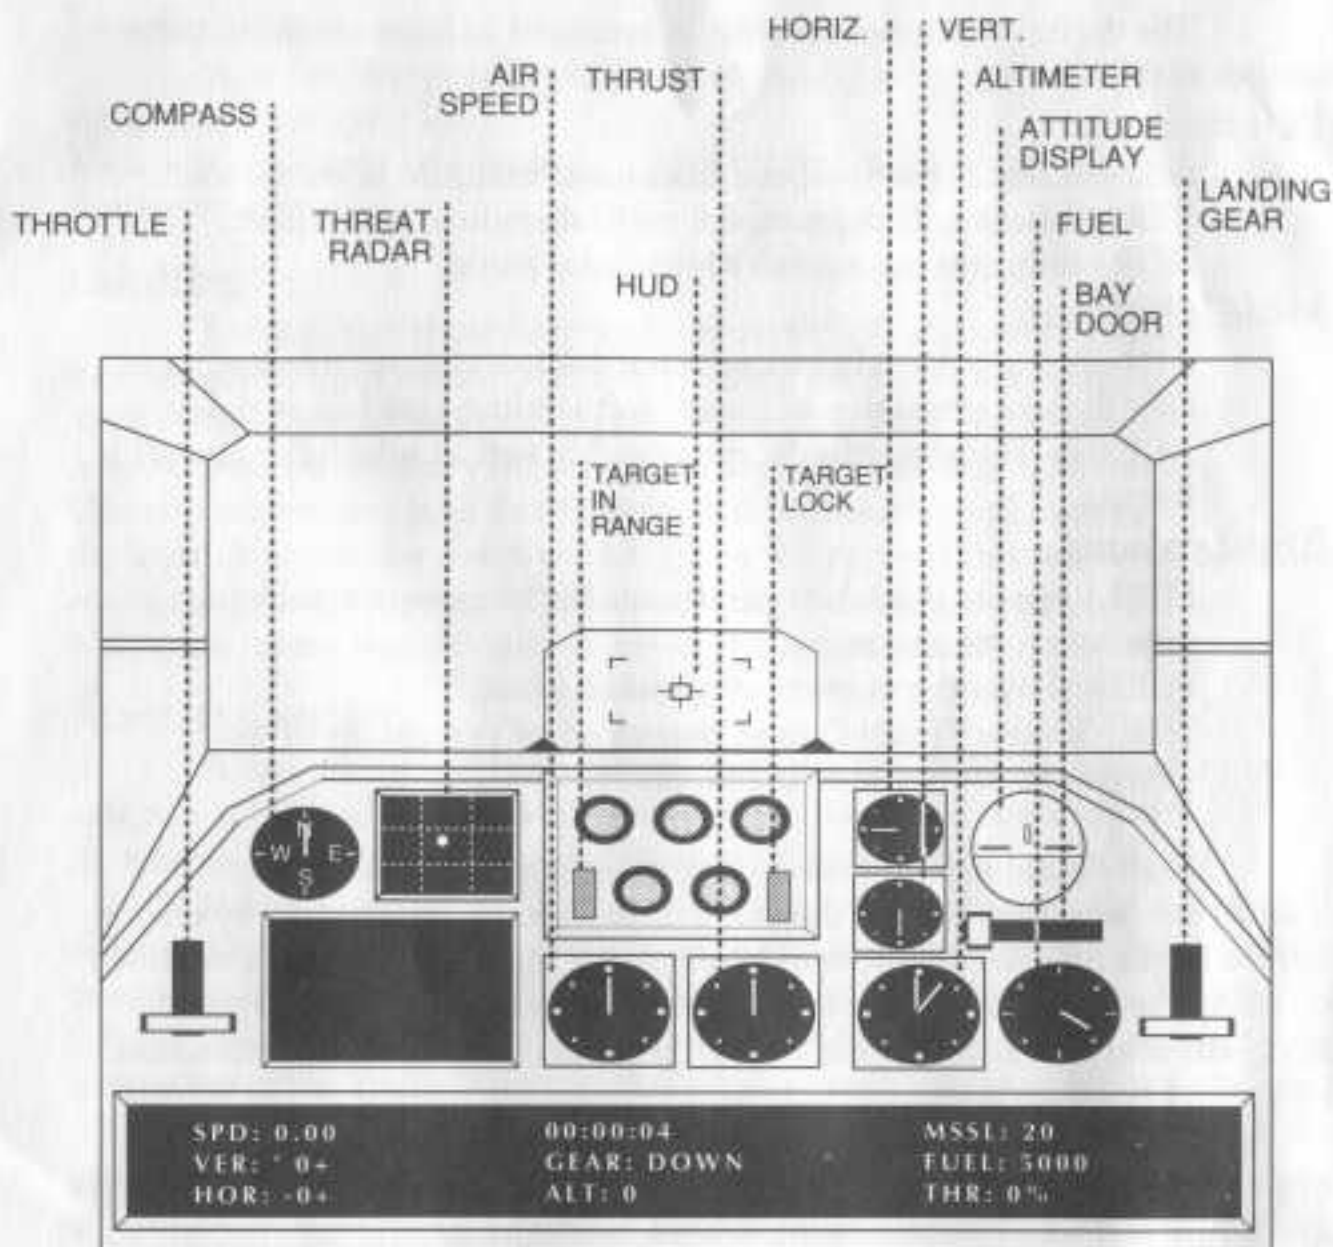 HORIZ.
VERT.
AIR
SPEED
THRUST
ALTIMETER
COMPASS
ATTITUDE
DISPLAY
THROTTLE
THREAT
RADAR
FUEL
LANDING
GEAR
HUD
BAY
DOOR
TARGET
IN
RANGE
TARGET
LOCK
N
W E
S
SPD: 0.00 00:00:04 MSSL: 20
VER: 0+ GEAR: DOWN FUEL: 5000
HOR: -0+ ALT: 0 THR: 0%